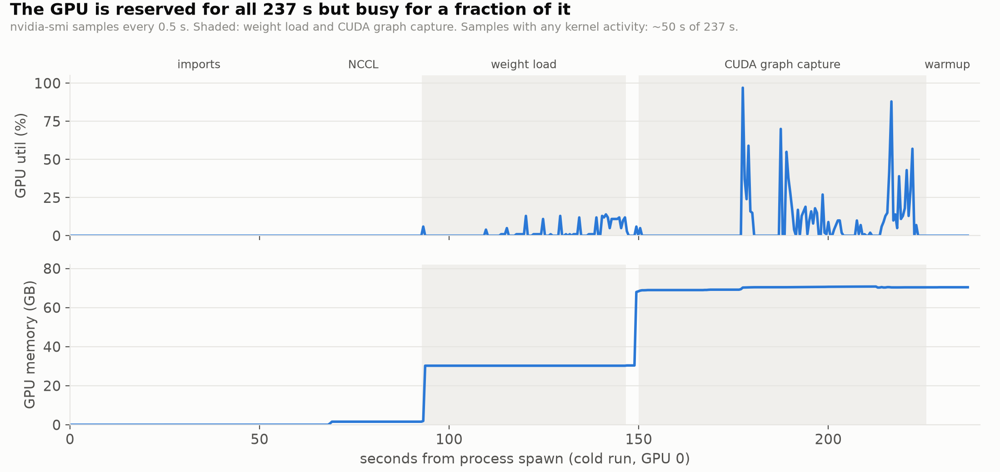 The GPU is reserved for all 237 s but busy for a fraction of it
nvidia-smi samples every 0.5 s. Shaded: weight load and CUDA graph capture. Samples with any kernel activity: ~50 s of 237 s.
imports NCCL weight load CUDA graph capture warmup
GPU util (%)
100
75
50
25
0
GPU memory (GB)
80
60
40
20
0
0 50 100 150 200
seconds from process spawn (cold run, GPU 0)